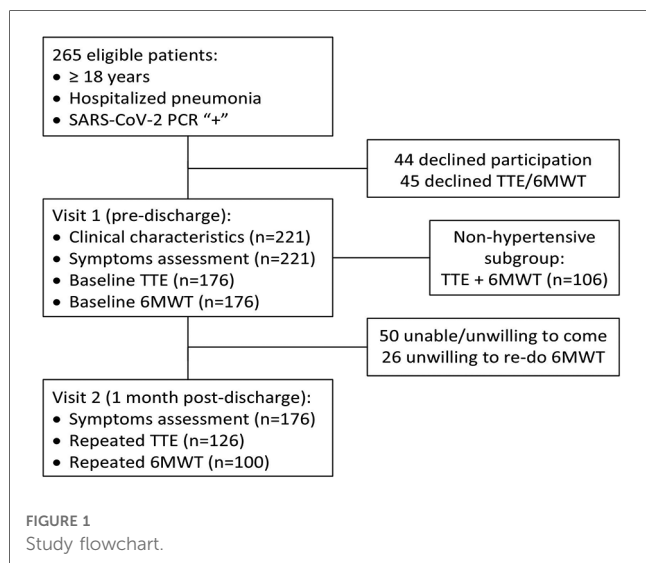 265 eligible patients:
• ≥ 18 years
• Hospitalized pneumonia
• SARS-CoV-2 PCR “+”
44 declined participation
45 declined TTE/6MWT
Visit 1 (pre-discharge):
• Clinical characteristics (n=221)
• Symptoms assessment (n=221)
• Baseline TTE (n=176)
• Baseline 6MWT (n=176)
Non-hypertensive
subgroup:
TTE + 6MWT (n=106)
50 unable/unwilling to come
26 unwilling to re-do 6MWT
Visit 2 (1 month post-discharge):
• Symptoms assessment (n=176)
• Repeated TTE (n=126)
• Repeated 6MWT (n=100)
FIGURE 1
Study flowchart.